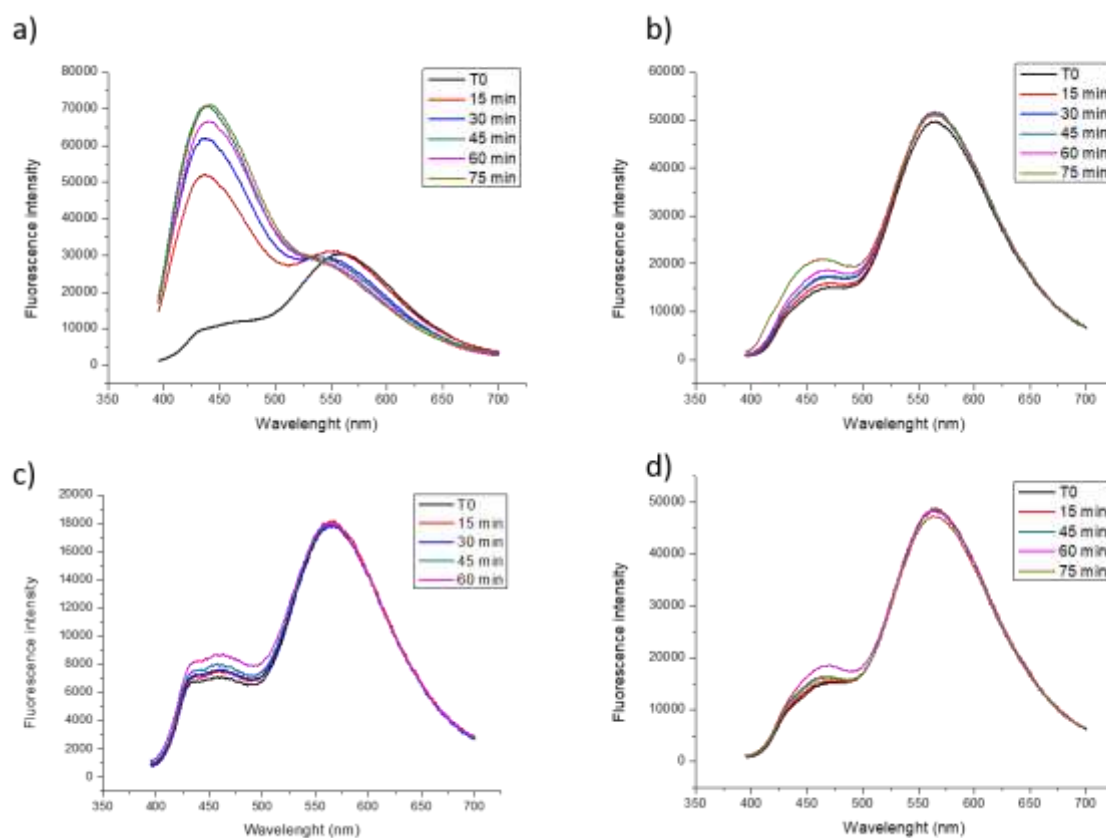 a)
Fluorescence intensity
80000
70000
60000
50000
40000
30000
20000
10000
0
350 400 450 500 550 600 650 700
Wavelenght (nm)
T0
15 min
30 min
45 min
60 min
75 min
b)
Fluorescence intensity
60000
50000
40000
30000
20000
10000
0
350 400 450 500 550 600 650 700
Wavelenght (nm)
T0
15 min
30 min
45 min
60 min
75 min
c)
Fluorescence intensity
20000
18000
16000
14000
12000
10000
8000
6000
4000
2000
0
350 400 450 500 550 600 650 700
Wavelenght (nm)
T0
15 min
30 min
45 min
60 min
d)
Fluorescence intensity
50000
40000
30000
20000
10000
0
350 400 450 500 550 600 650 700
Wavelenght (nm)
T0
15 min
45 min
60 min
75 min